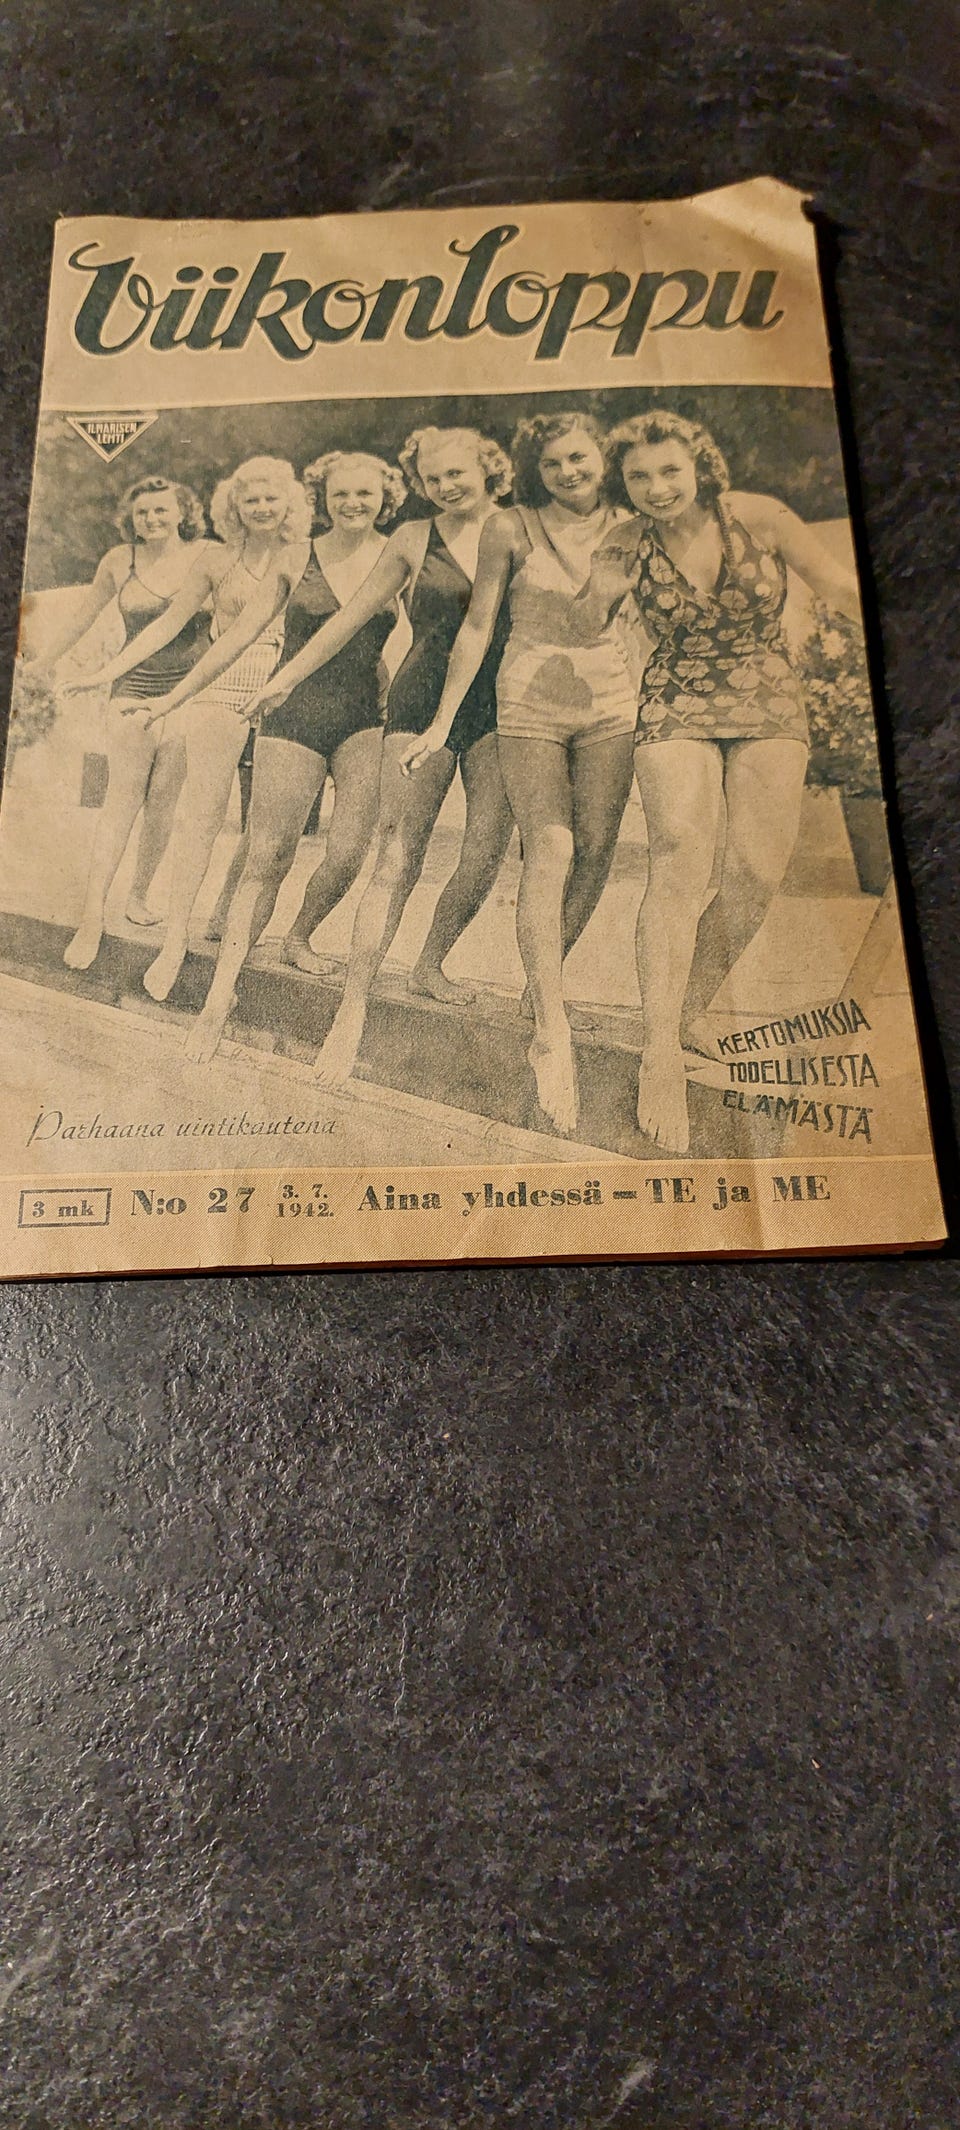 Viikonloppu
ILMARISEN
LEHTI
KERTOMUKSIA
TODELLISESTA
ELÄMÄSTÄ
Parhaana uintikautena
3 mk N:o 27 3. 7. 1942. Aina yhdessä – TE ja ME